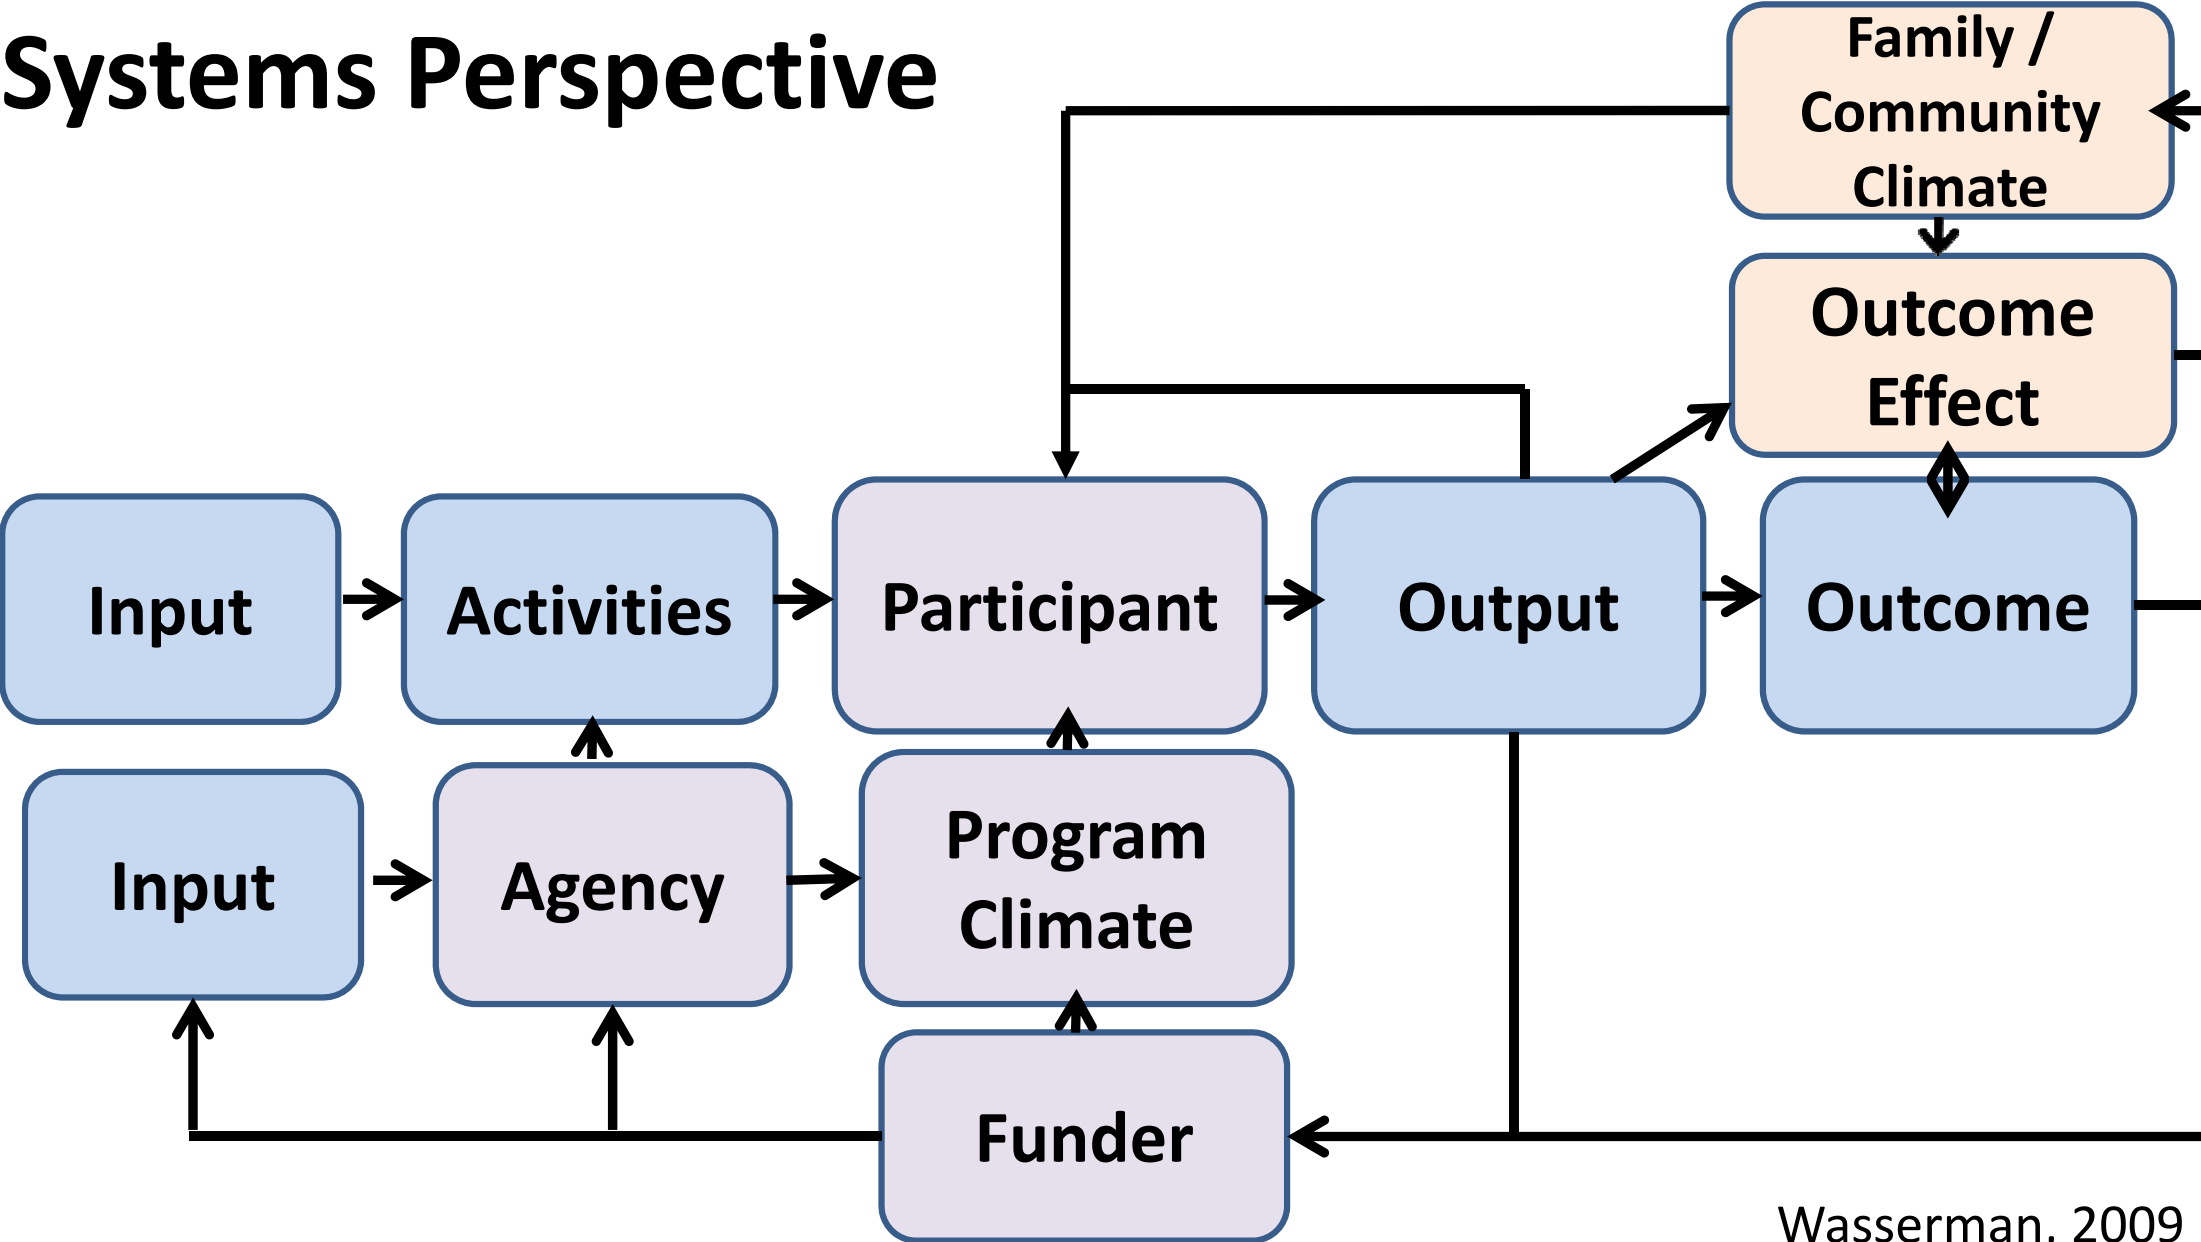 Systems Perspective
Family /
Community
Climate
Outcome
Effect
Input
Activities
Participant
Output
Outcome
Input
Agency
Program
Climate
Funder
Wasserman, 2009